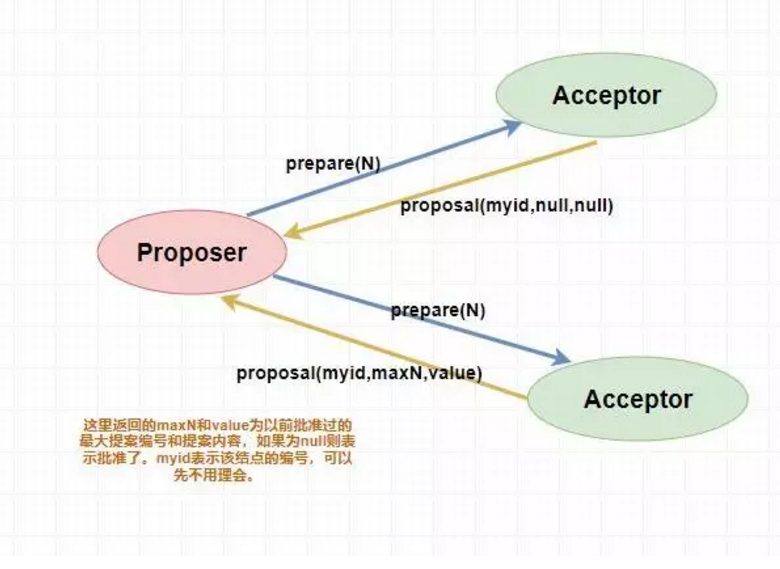 Acceptor
prepare(N)
proposal(myid,null,null)
Proposer
prepare(N)
proposal(myid,maxN,value)
Acceptor
这里返回的maxN和value为以前批准过的
最大提案编号和提案内容，如果为null则表
示批准了。myid表示该结点的编号，可以
先不用理会。